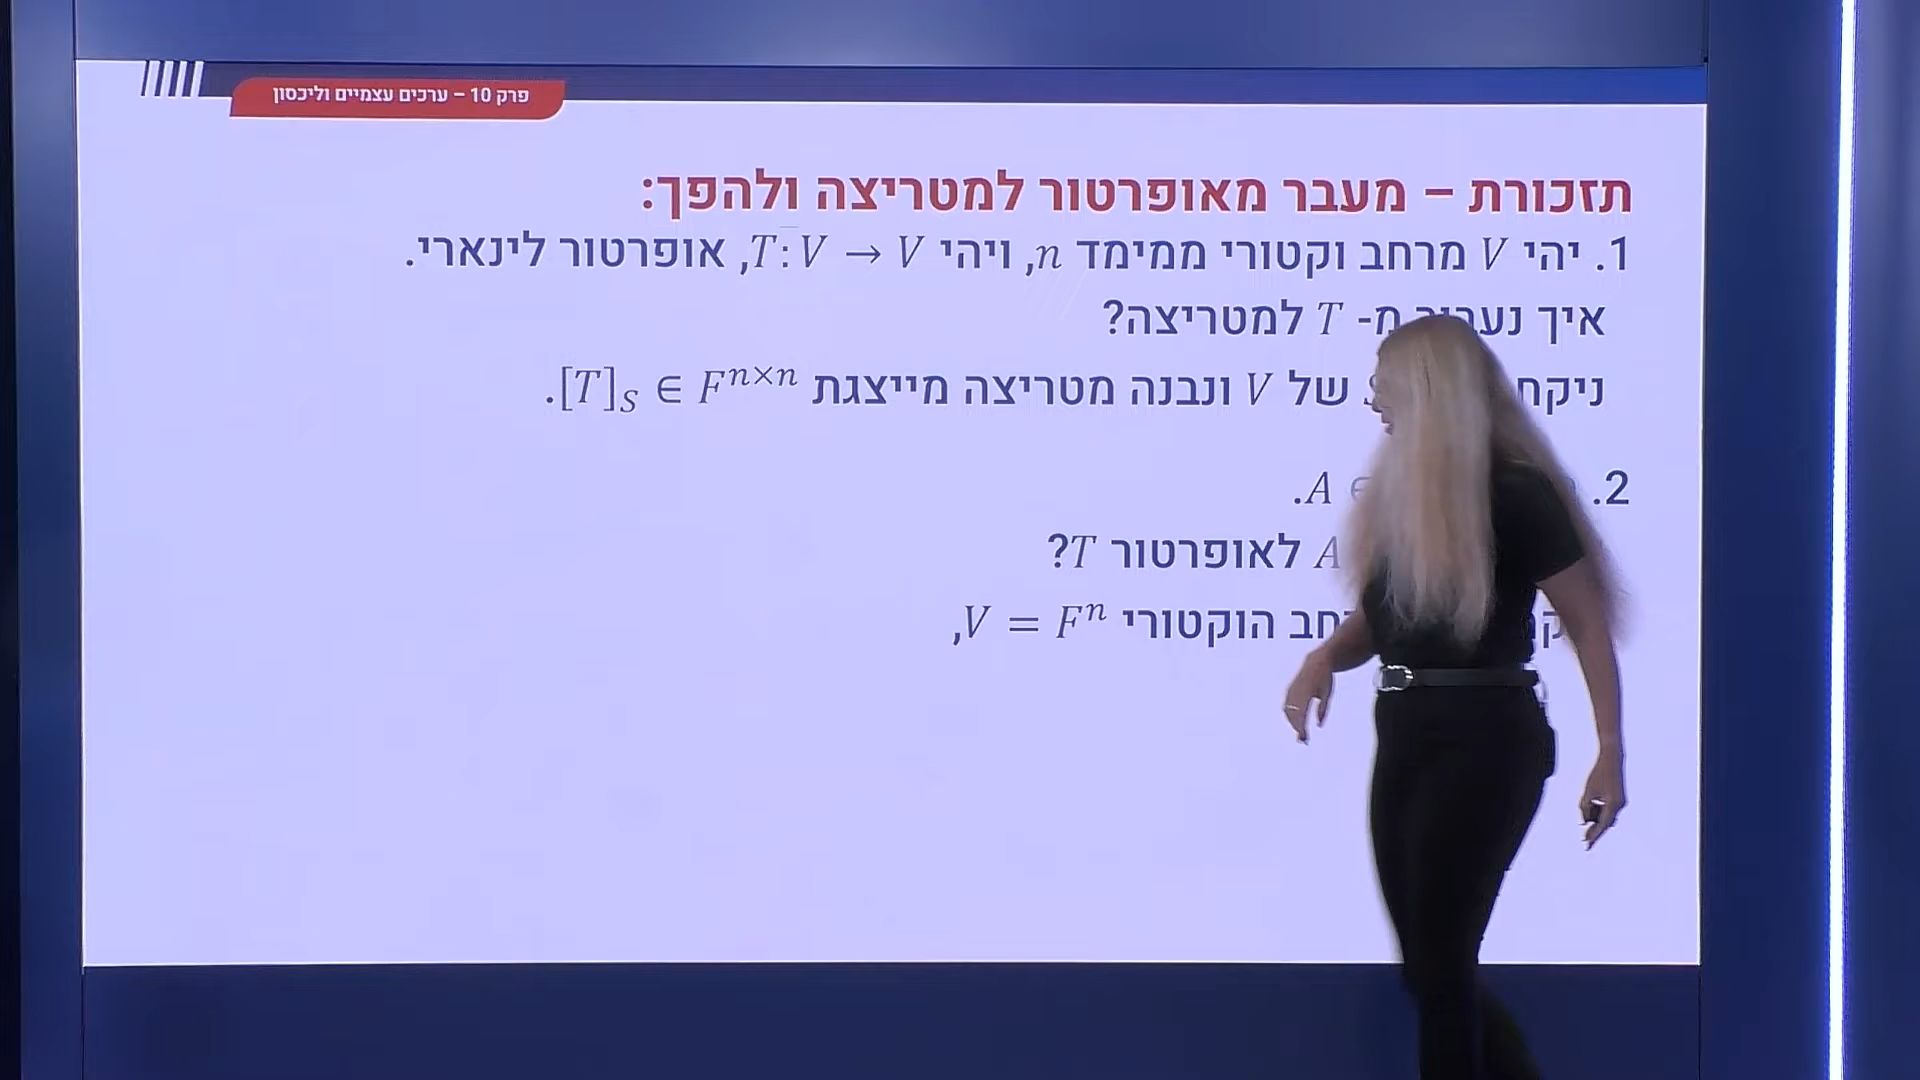 פרק 10 – ערכים עצמיים וליכסון
תזכורת – מעבר מאופרטור למטריצה ולהפך:
1. יהי V מרחב וקטורי ממימד n, ויהי T: V → V, אופרטור לינארי.
איך מ- T למטריצה?
ניקח של V ונבנה מטריצה מייצגת [T]_S ∈ F^{n×n}.
2. A ∈.
A לאופרטור T?
הוקטורי V = F^n,